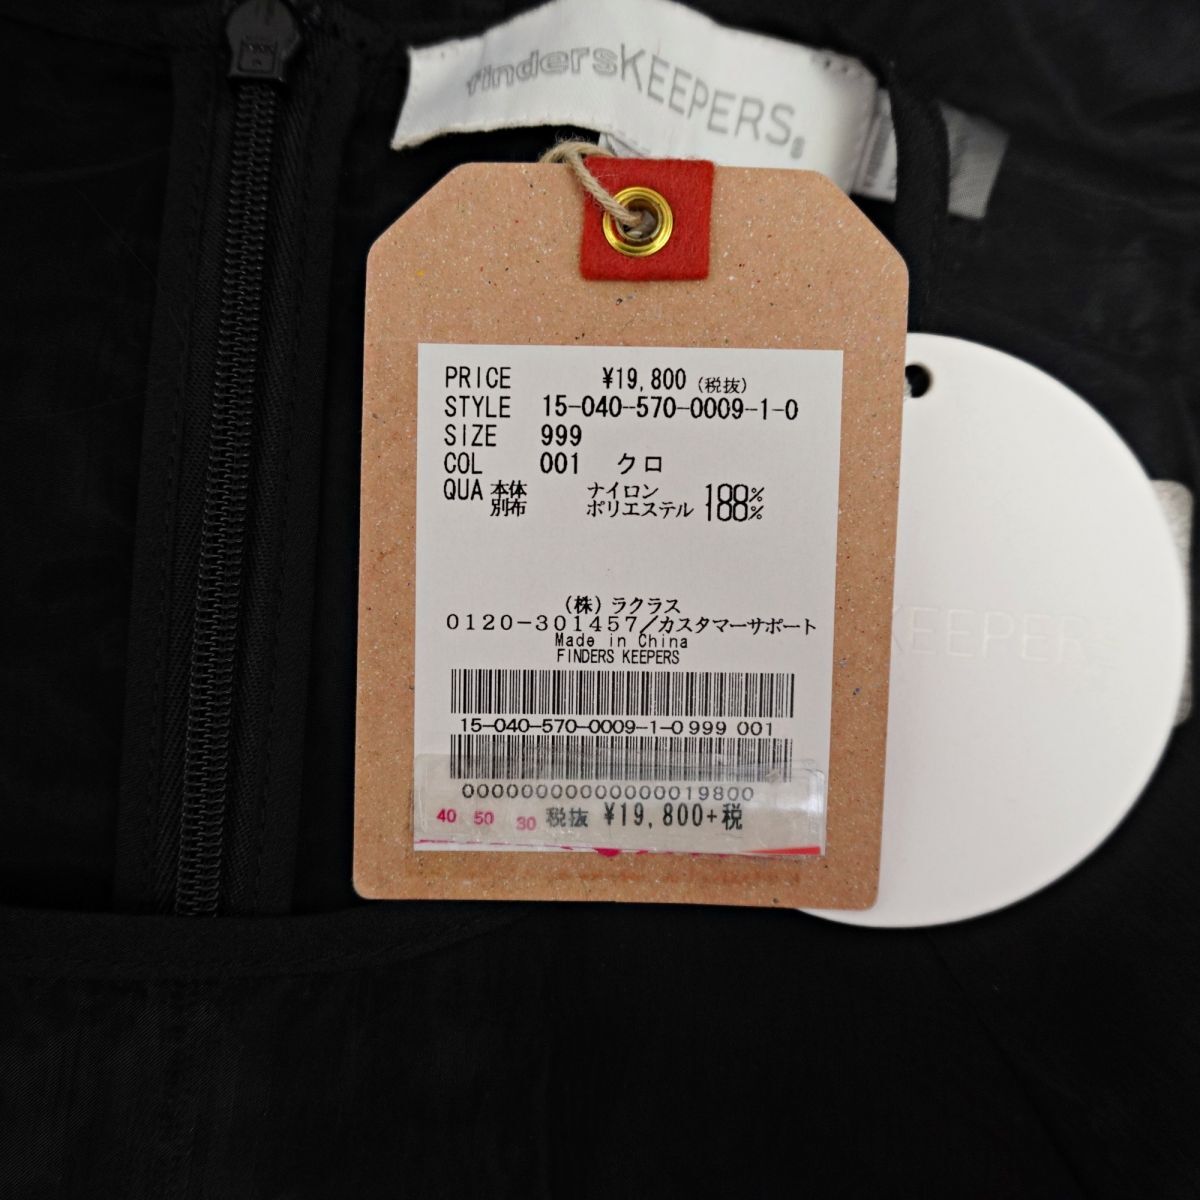 findersKEEPERS
PRICE ¥19,800 (税抜)
STYLE 15-040-570-0009-1-0
SIZE 999
COL 001 クロ
QUA 本体 ナイロン 100%
別布 ポリエステル 100%
(株) ラクラス
0120-301457/カスタマーサポート
Made in China
FINDERS KEEPERS
15-040-570-0009-1-0 999 001
00000000000000019800
40 50 30 税抜 ¥19,800+税
KEEPERS